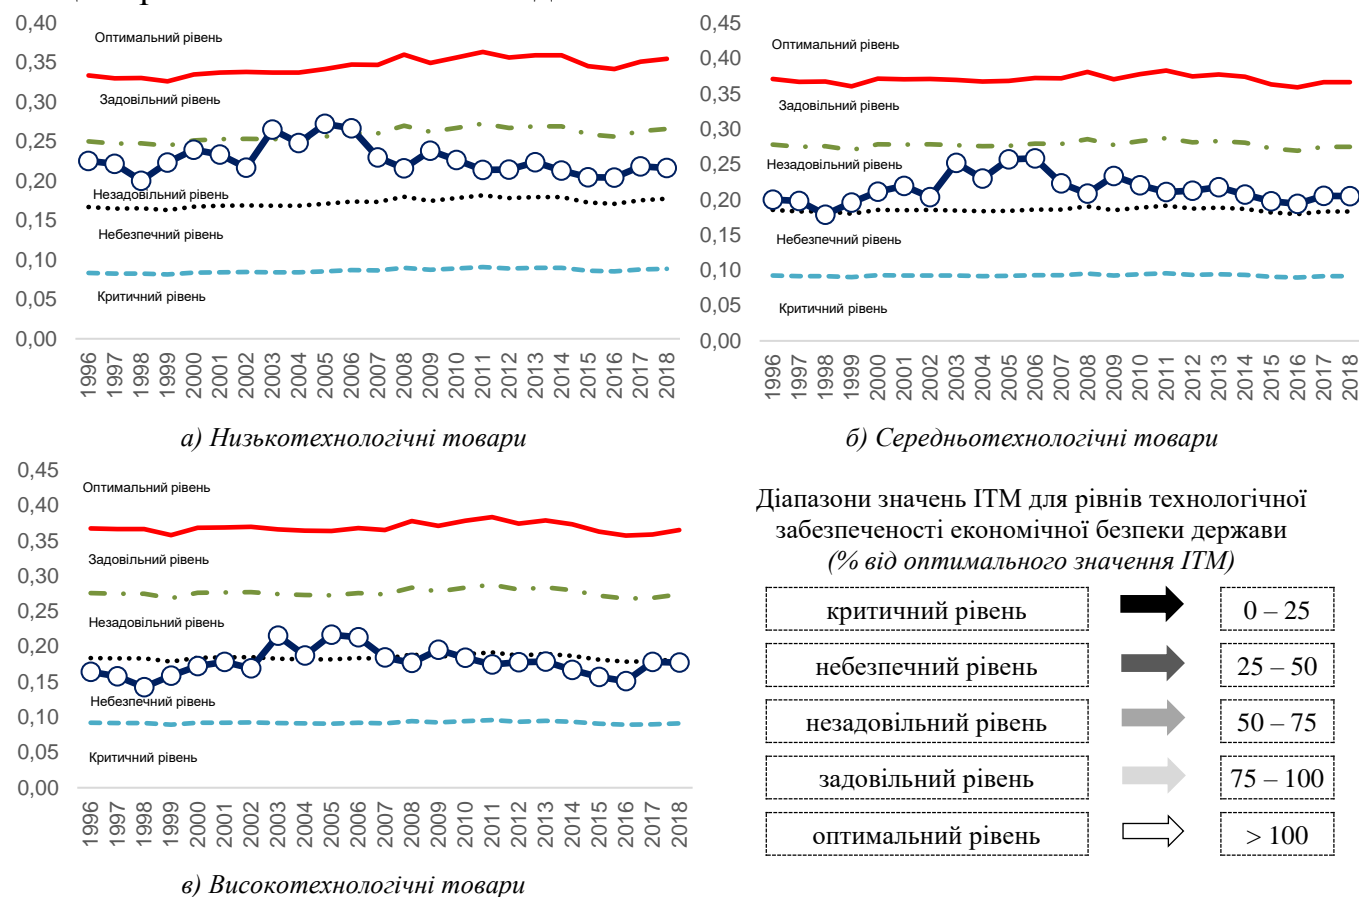 0,40
0,35
0,30
0,25
0,20
0,15
0,10
0,05
0,00
Оптимальний рівень
Задовільний рівень
Незадовільний рівень
Небезпечний рівень
Критичний рівень
1996 1997 1998 1999 2000 2001 2002 2003 2004 2005 2006 2007 2008 2009 2010 2011 2012 2013 2014 2015 2016 2017 2018
а) Низькотехнологічні товари
0,45
0,40
0,35
0,30
0,25
0,20
0,15
0,10
0,05
0,00
Оптимальний рівень
Задовільний рівень
Незадовільний рівень
Небезпечний рівень
Критичний рівень
1996 1997 1998 1999 2000 2001 2002 2003 2004 2005 2006 2007 2008 2009 2010 2011 2012 2013 2014 2015 2016 2017 2018
б) Середньотехнологічні товари
0,45
0,40
0,35
0,30
0,25
0,20
0,15
0,10
0,05
0,00
Оптимальний рівень
Задовільний рівень
Незадовільний рівень
Небезпечний рівень
Критичний рівень
1996 1997 1998 1999 2000 2001 2002 2003 2004 2005 2006 2007 2008 2009 2010 2011 2012 2013 2014 2015 2016 2017 2018
в) Високотехнологічні товари
Діапазони значень ІТМ для рівнів технологічної
забезпеченості економічної безпеки держави
(% від оптимального значення ІТМ)
критичний рівень 0 – 25
небезпечний рівень 25 – 50
незадовільний рівень 50 – 75
задовільний рівень 75 – 100
оптимальний рівень > 100